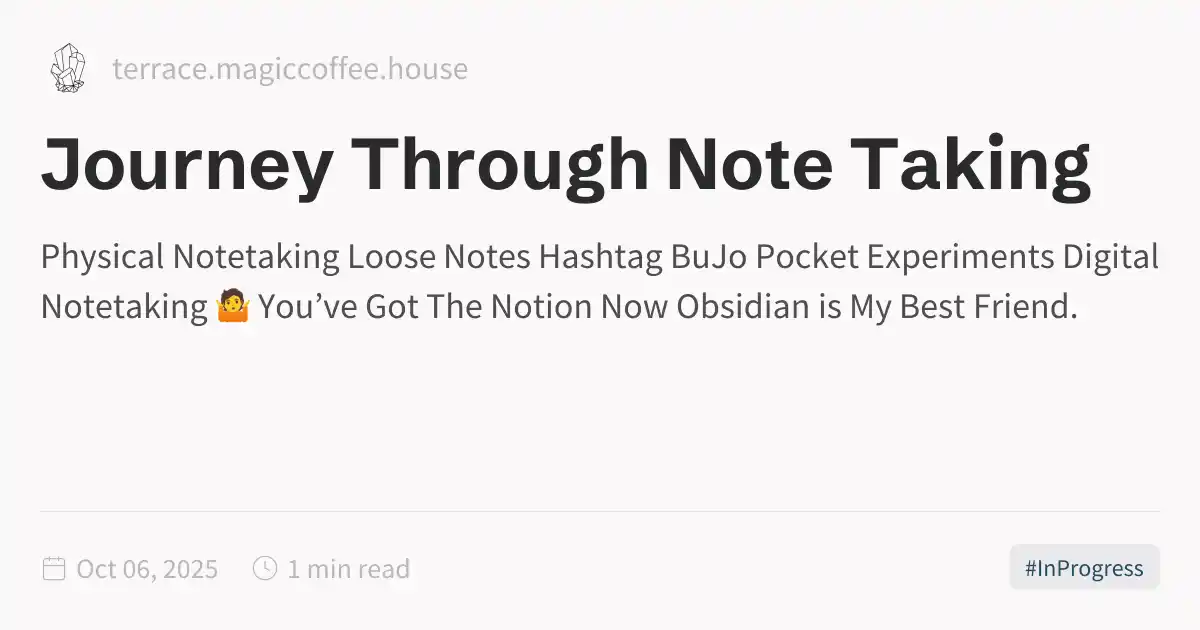 terrace.magiccoffee.house
Journey Through Note Taking
Physical Notetaking Loose Notes Hashtag BuJo Pocket Experiments Digital
Notetaking 🤷 You’ve Got The Notion Now Obsidian is My Best Friend.
Oct 06, 2025
1 min read
#InProgress